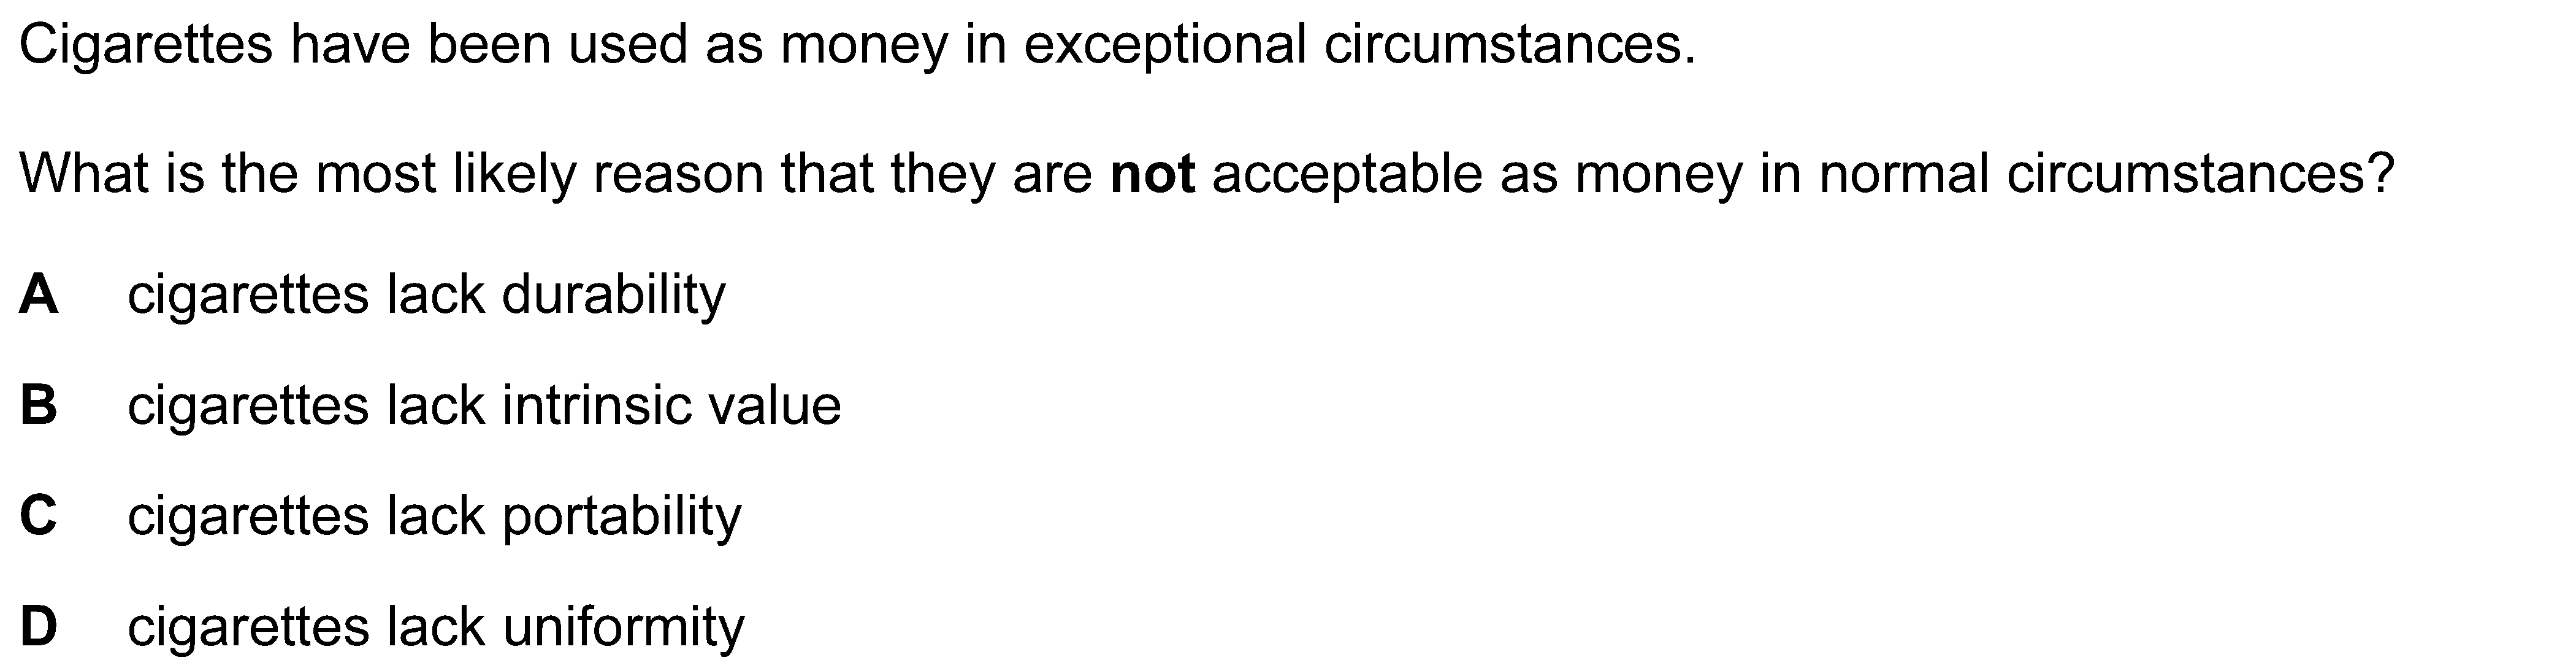 Cigarettes have been used as money in exceptional circumstances.
What is the most likely reason that they are not acceptable as money in normal circumstances?
A cigarettes lack durability
B cigarettes lack intrinsic value
C cigarettes lack portability
D cigarettes lack uniformity